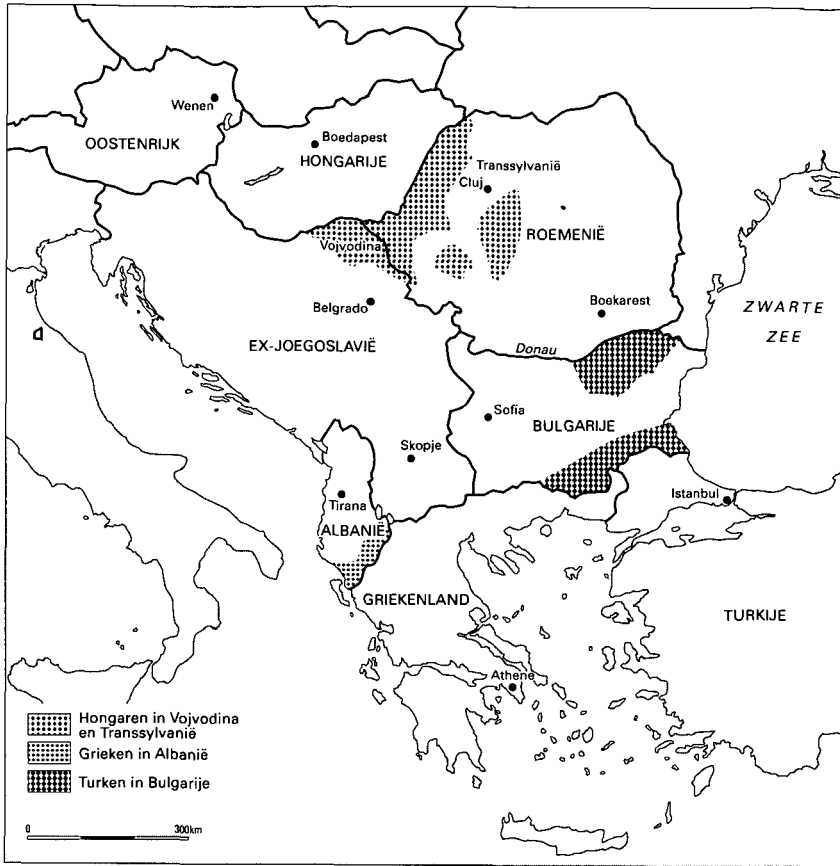 Wenen
OOSTENRIJK
Boedapest
HONGARIJE
Transsylvanië
Cluj
ROEMENIË
Vojvodina
Belgrado
Boekarest
ZWARTE
ZEE
EX-JOEGOSLAVIË
Donau
Sofia
BULGARIJE
Skopje
Istanbul
Tirana
ALBANIË
GRIEKENLAND
TURKIJE
Athene
Hongaren in Vojvodina
en Transsylvanië
Grieken in Albanië
Turken in Bulgarije
0 300km